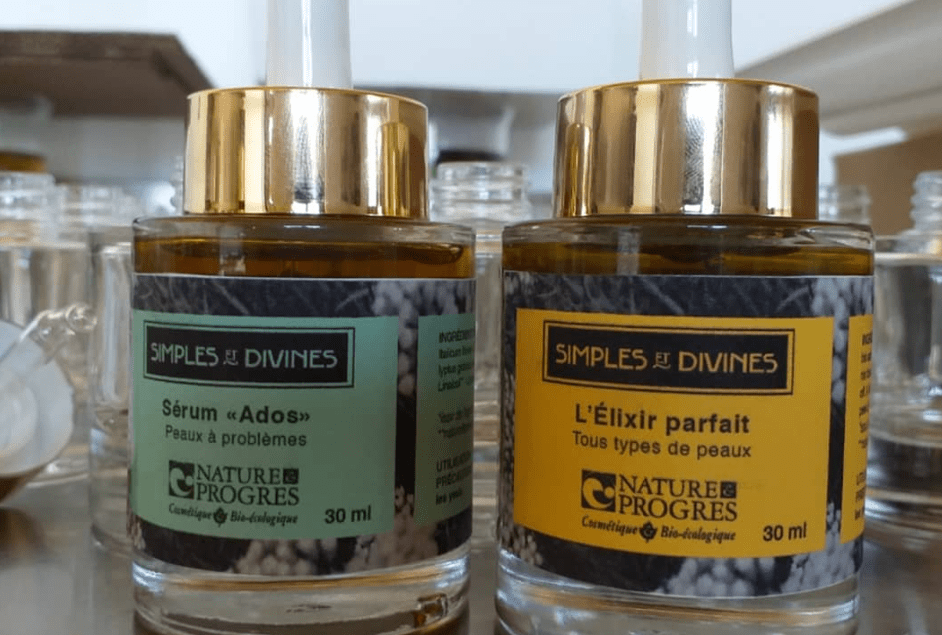 SIMPLES ET DIVINES
Sérum «Ados»
Peaux à problèmes
NATURE &
PROGRES
Cosmétique Bio-écologique
30 ml
SIMPLES ET DIVINES
L'Élixir parfait
Tous types de peaux
NATURE &
PROGRES
Cosmétique Bio-écologique
30 ml